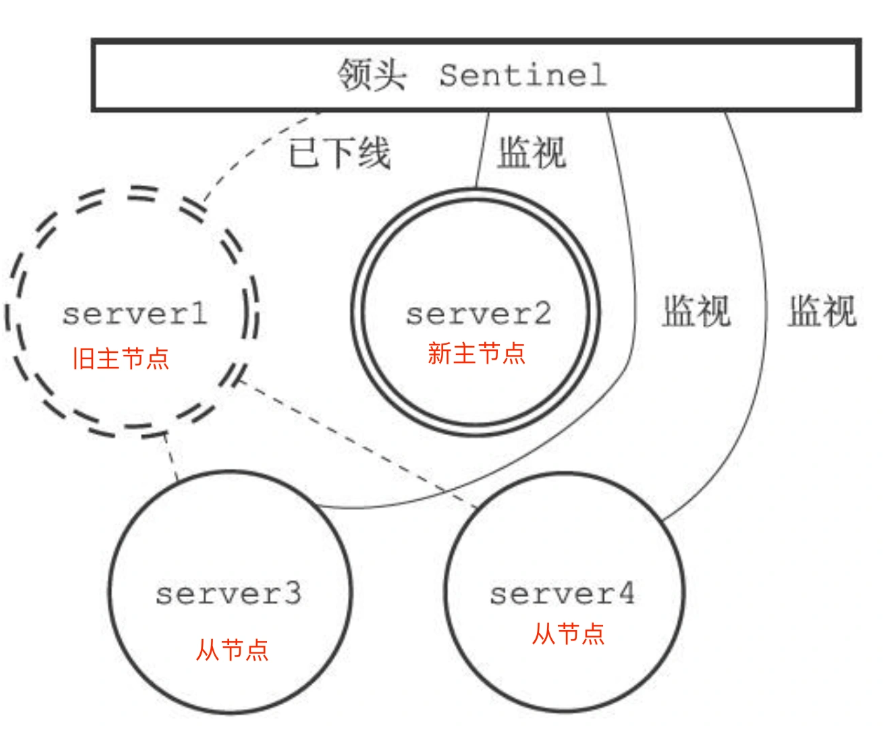 领头 Sentinel
已下线
监视
server1
旧主节点
server2
新主节点
监视
监视
server3
从节点
server4
从节点